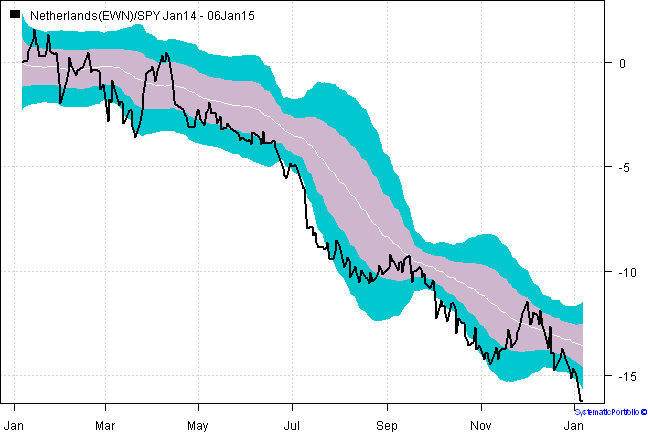 Netherlands(EWN)/SPY Jan14 - 06Jan15
0
-5
-10
-15
Jan Mar May Jul Sep Nov Jan
SystematicPortfolio ©